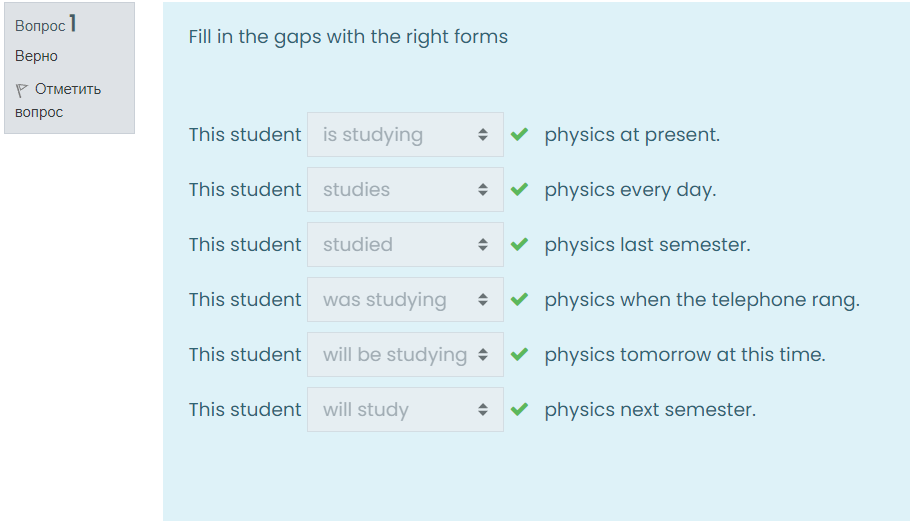 Вопрос 1
Верно
Отметить
вопрос
Fill in the gaps with the right forms
This student is studying physics at present.
This student studies physics every day.
This student studied physics last semester.
This student was studying physics when the telephone rang.
This student will be studying physics tomorrow at this time.
This student will study physics next semester.